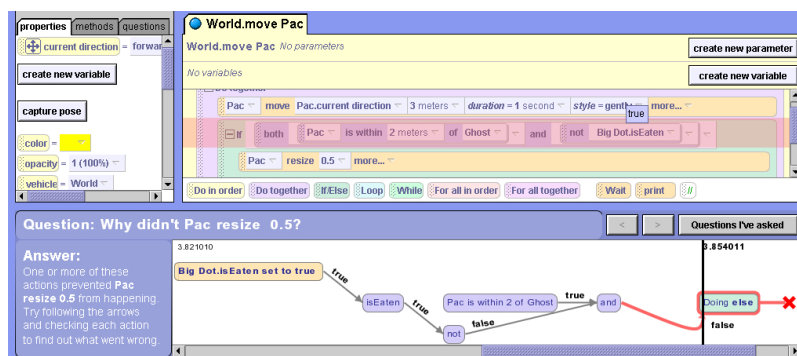 properties methods questions
current direction = forwar
create new variable
capture pose
color =
opacity = 1 (100%)
vehicle = World
World.move Pac
World.move Pac No parameters
create new parameter
No variables
create new variable
Do together
Pac move Pac.current direction 3 meters duration = 1 second style = gently more...
true
If both Pac is within 2 meters of Ghost and not Big Dot.isEaten
Pac resize 0.5 more...
Do in order Do together If/Else Loop While For all in order For all together Wait print //
Question: Why didn't Pac resize 0.5?
< > Questions I've asked
Answer:
One or more of these
actions prevented Pac
resize 0.5 from happening.
Try following the arrows
and checking each action
to find out what went wrong.
3.821010 3.854011
Big Dot.isEaten set to true
true
isEaten
true
Pac is within 2 of Ghost
true
and
Doing else
not
false
false